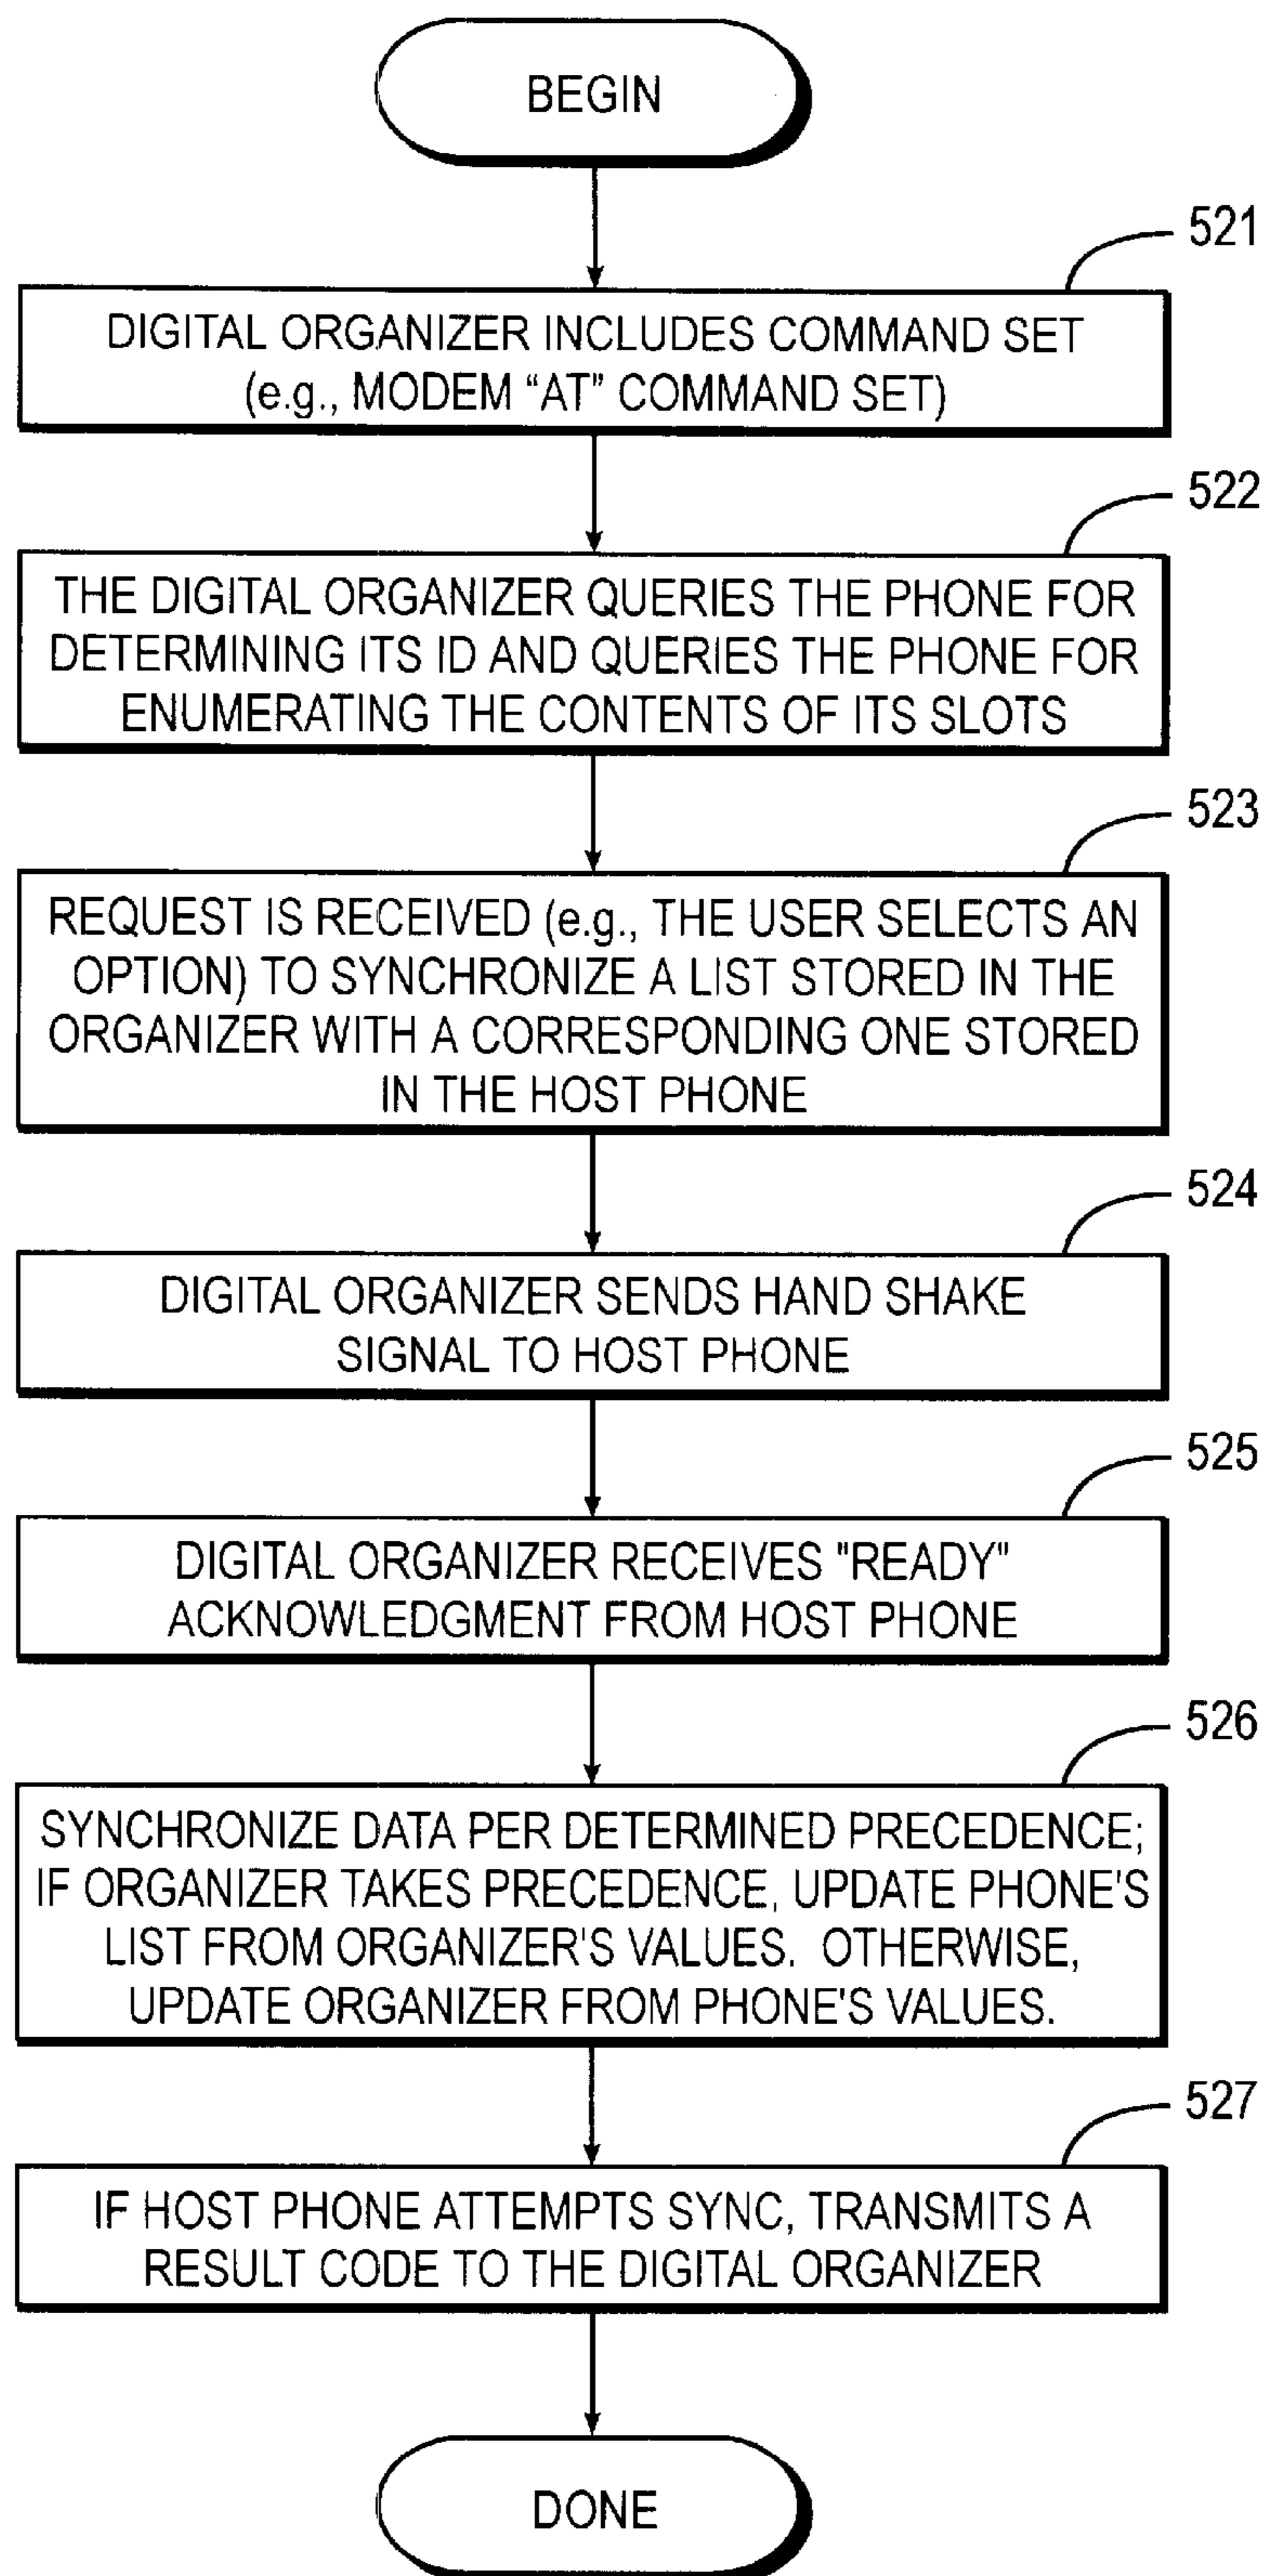 BEGIN
521
DIGITAL ORGANIZER INCLUDES COMMAND SET
(e.g., MODEM “AT” COMMAND SET)
522
THE DIGITAL ORGANIZER QUERIES THE PHONE FOR
DETERMINING ITS ID AND QUERIES THE PHONE FOR
ENUMERATING THE CONTENTS OF ITS SLOTS
523
REQUEST IS RECEIVED (e.g., THE USER SELECTS AN
OPTION) TO SYNCHRONIZE A LIST STORED IN THE
ORGANIZER WITH A CORRESPONDING ONE STORED
IN THE HOST PHONE
524
DIGITAL ORGANIZER SENDS HAND SHAKE
SIGNAL TO HOST PHONE
525
DIGITAL ORGANIZER RECEIVES "READY"
ACKNOWLEDGMENT FROM HOST PHONE
526
SYNCHRONIZE DATA PER DETERMINED PRECEDENCE;
IF ORGANIZER TAKES PRECEDENCE, UPDATE PHONE'S
LIST FROM ORGANIZER'S VALUES. OTHERWISE,
UPDATE ORGANIZER FROM PHONE'S VALUES.
527
IF HOST PHONE ATTEMPTS SYNC, TRANSMITS A
RESULT CODE TO THE DIGITAL ORGANIZER
DONE